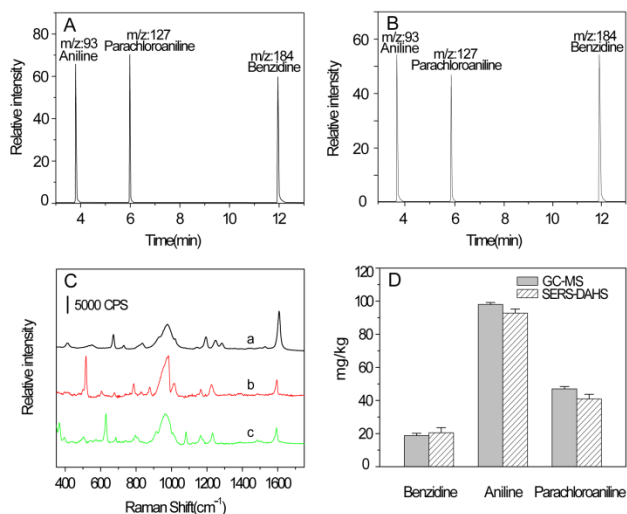 A
m/z:93
Aniline
m/z:127
Parachloroaniline
m/z:184
Benzidine
80
60
40
20
0
Relative intensity
4 6 8 10 12
Time(min)
B
m/z:93
Aniline
m/z:127
Parachloroaniline
m/z:184
Benzidine
60
40
20
0
Relative intensity
4 6 8 10 12
Time(min)
C
5000 CPS
a
b
c
Relative intensity
400 600 800 1000 1200 1400 1600
Raman Shift(cm⁻¹)
D
GC-MS
SERS-DAHS
120
100
80
60
40
20
0
mg/kg
Benzidine Aniline Parachloroaniline